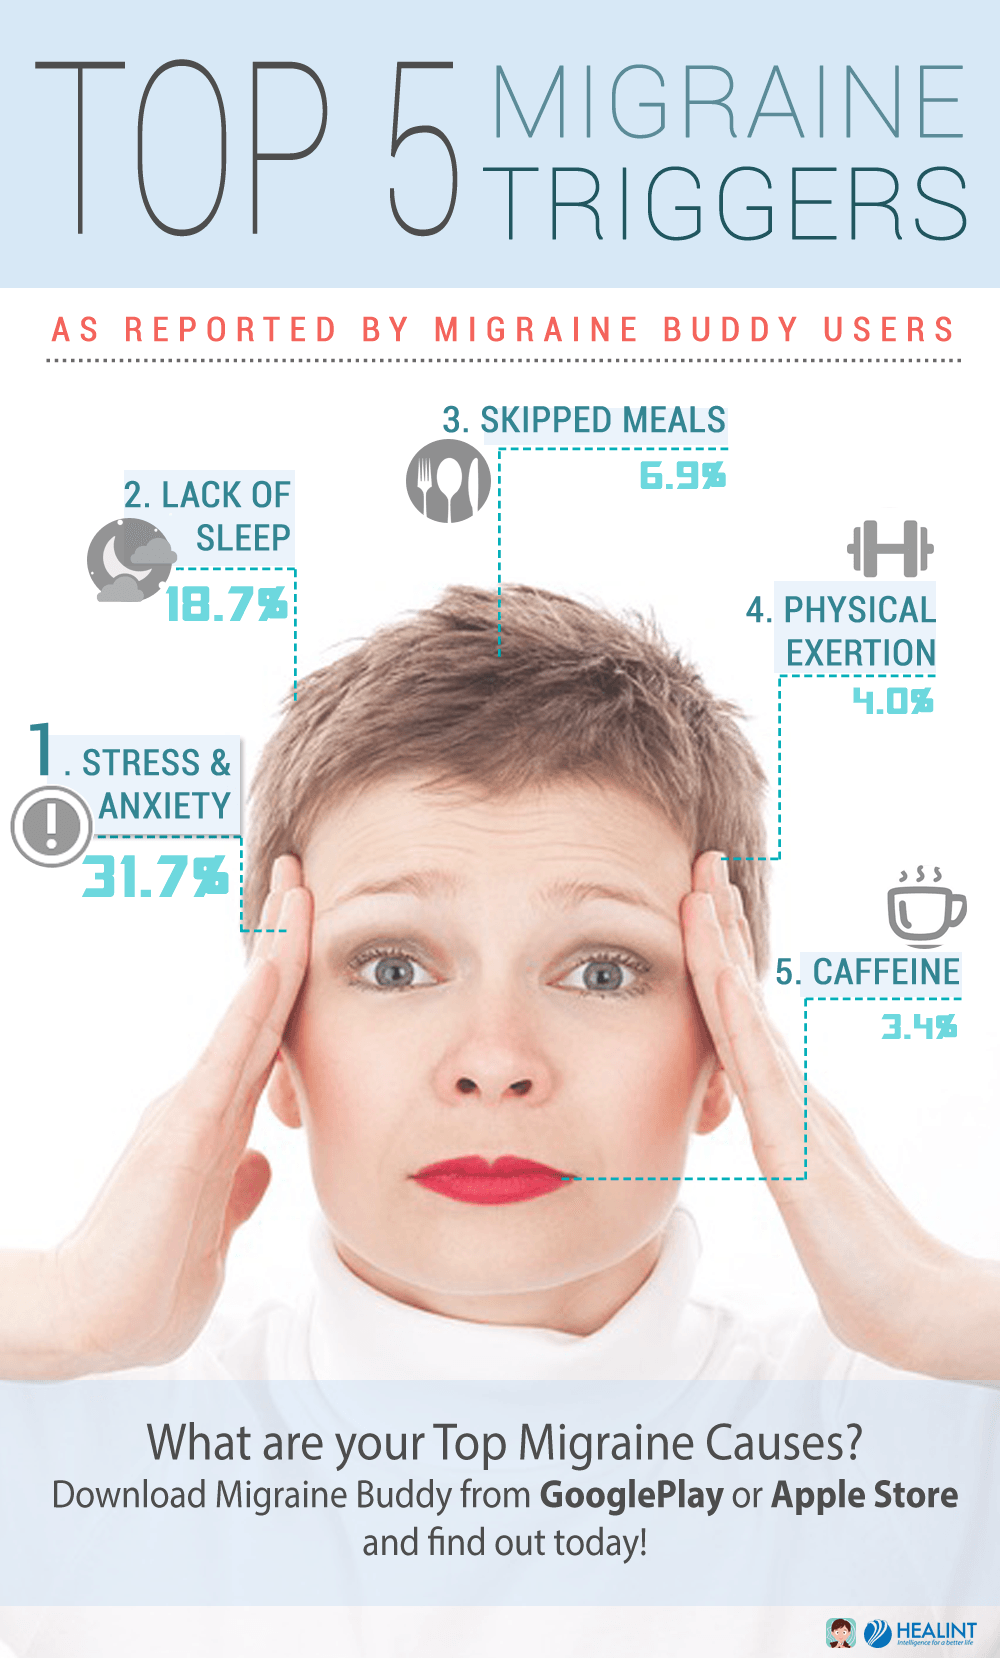 TOP 5 MIGRAINE
TRIGGERS
AS REPORTED BY MIGRAINE BUDDY USERS
3. SKIPPED MEALS
6.9%
2. LACK OF
SLEEP
18.7%
4. PHYSICAL
EXERTION
4.0%
1. STRESS &
ANXIETY
31.7%
5. CAFFEINE
3.4%
What are your Top Migraine Causes?
Download Migraine Buddy from GooglePlay or Apple Store
and find out today!
HEALINT
Intelligence for a better life